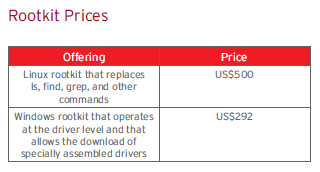 Rootkit Prices
Offering Price
Linux rootkit that replaces US$500
ls, find, grep, and other
commands
Windows rootkit that operates US$292
at the driver level and that
allows the download of
specially assembled drivers